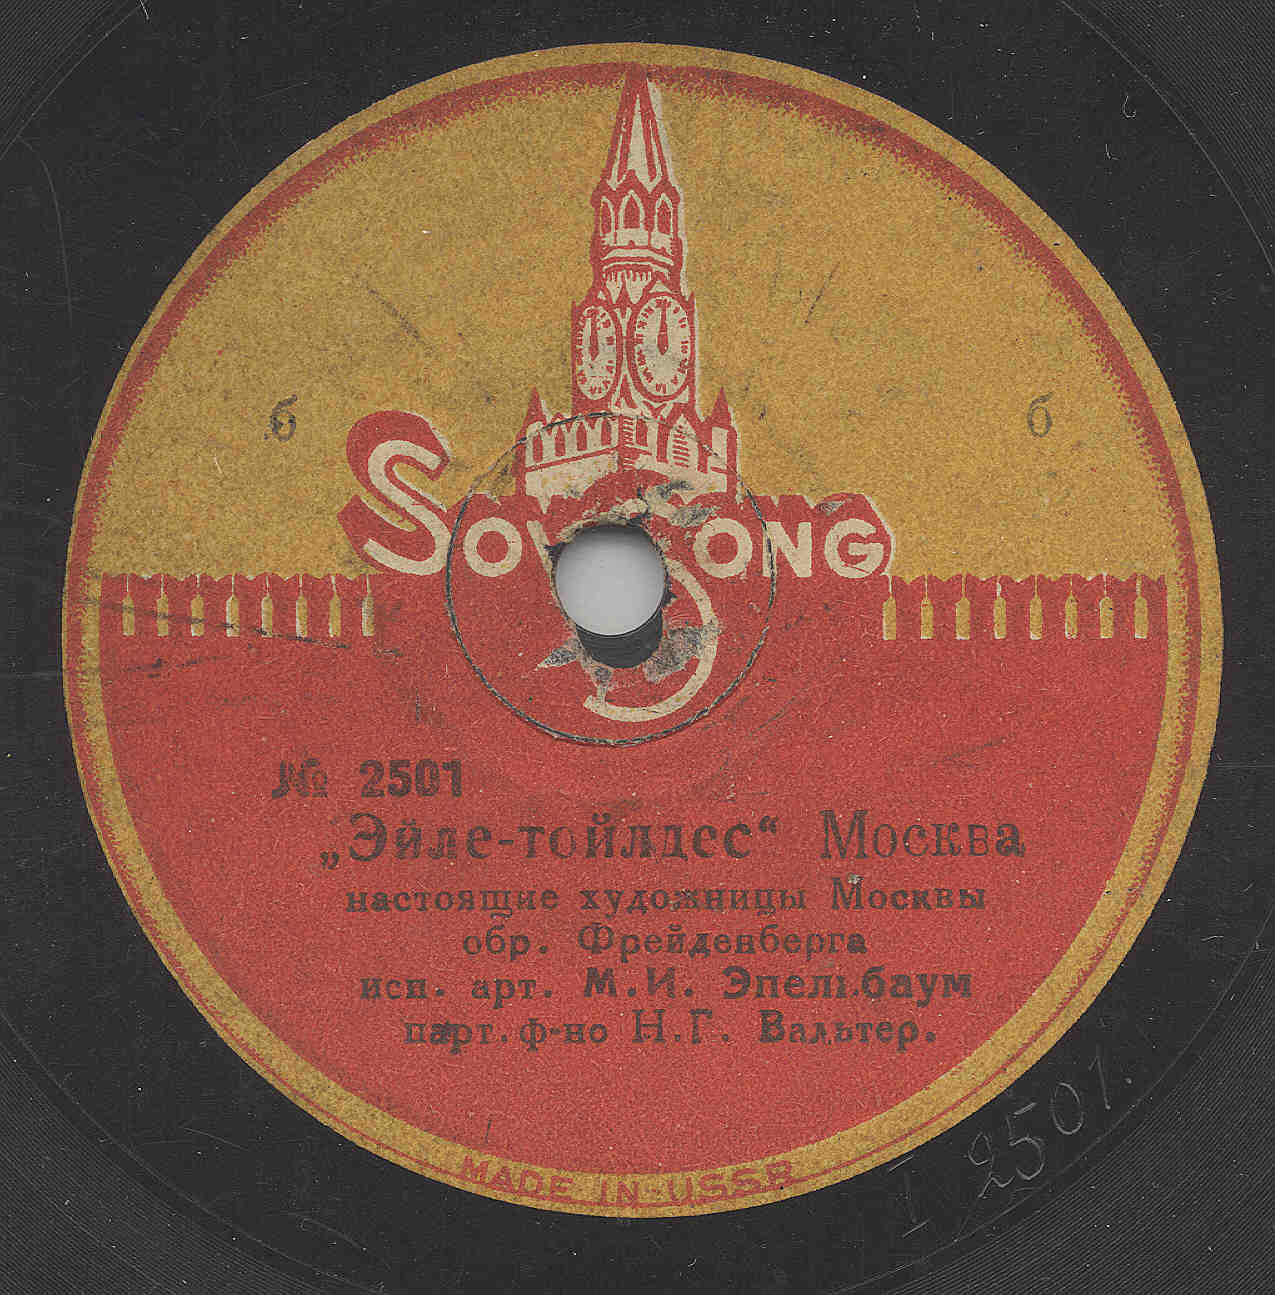 б б
SovSong
№ 2501
„Эйле-тойлдесс“ Москва
настоящие художницы Москвы
обр. Фрейденберга
исп. арт. М.И. Эпельбаум
парт. ф-но Н.Г. Вальтер.
MADE IN USSR
I 2501.